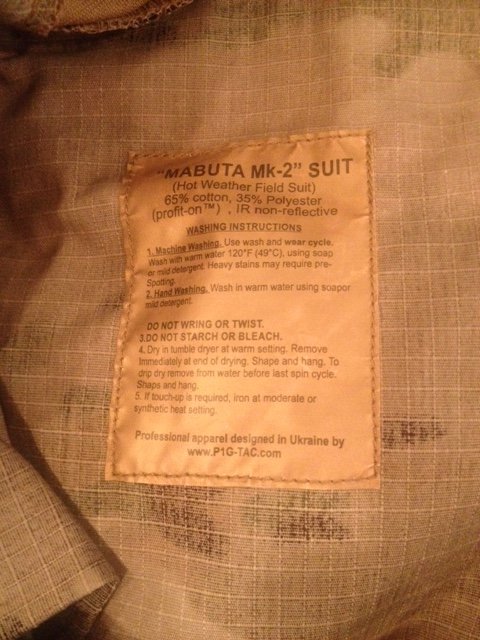 "MABUTA Mk-2" SUIT
(Hot Weather Field Suit)
65% cotton, 35% Polyester
(profit-on™) , IR non-reflective
WASHING INSTRUCTIONS
1. Machine Washing. Use wash and wear cycle.
Wash with warm water 120°F (49°C), using soap
or mild detergent. Heavy stains may require pre-
Spotting.
2. Hand Washing. Wash in warm water using soapor
mild detergent.
DO NOT WRING OR TWIST.
3.DO NOT STARCH OR BLEACH.
4. Dry in tumble dryer at warm setting. Remove
Immediately at end of drying. Shape and hang. To
drip dry remove from water before last spin cycle.
Shaps and hang.
5. If touch-up is required, iron at moderate or
synthetic heat setting.
Professional apparel designed in Ukraine by
www.P1G-TAC.com